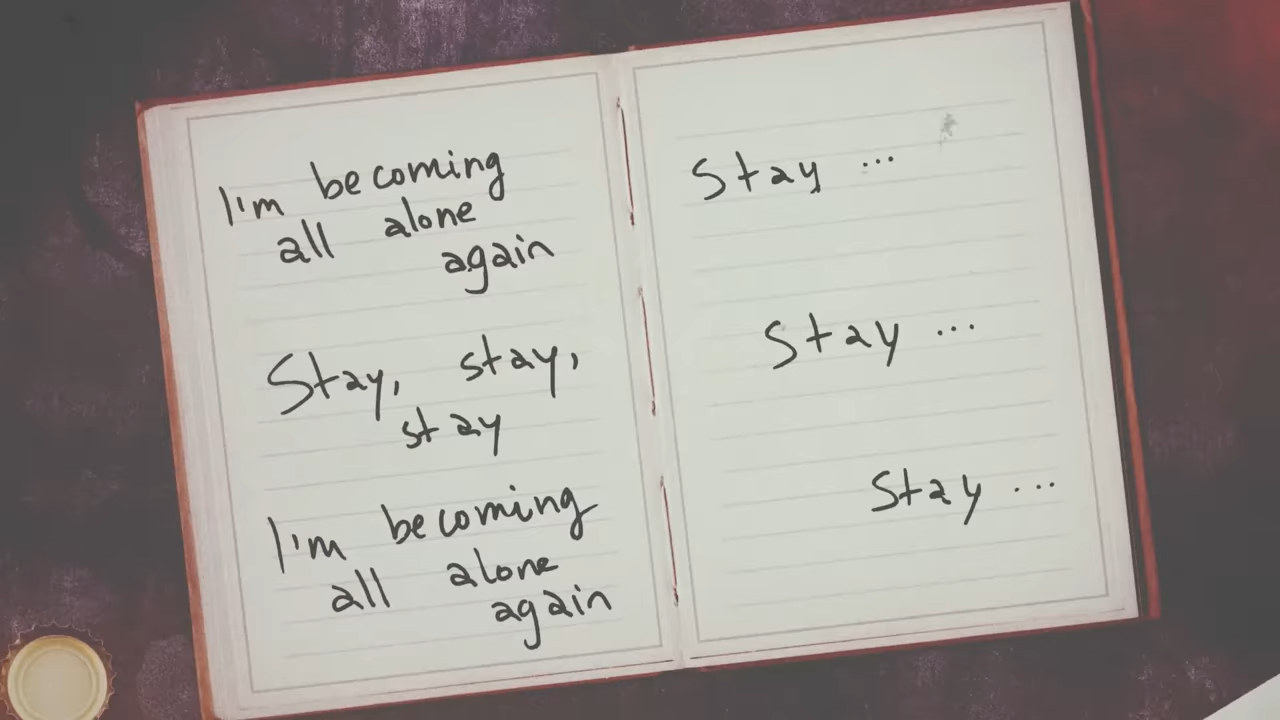 I'm becoming
all alone
again
Stay, stay,
stay
I'm becoming
all alone
again
Stay ...
Stay ...
Stay ...